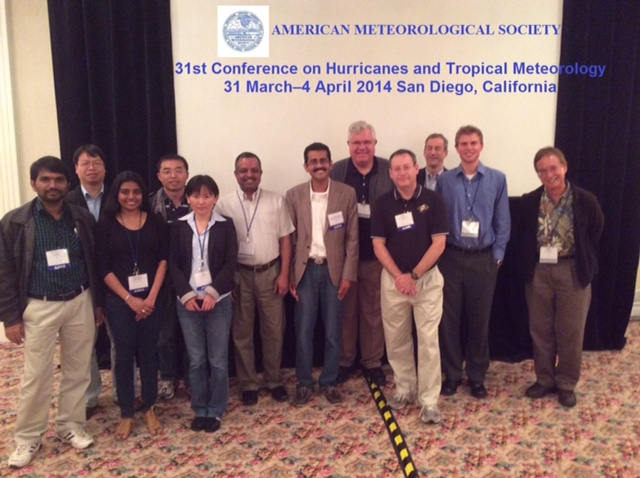 AMERICAN METEOROLOGICAL SOCIETY
31st Conference on Hurricanes and Tropical Meteorology
31 March–4 April 2014 San Diego, California